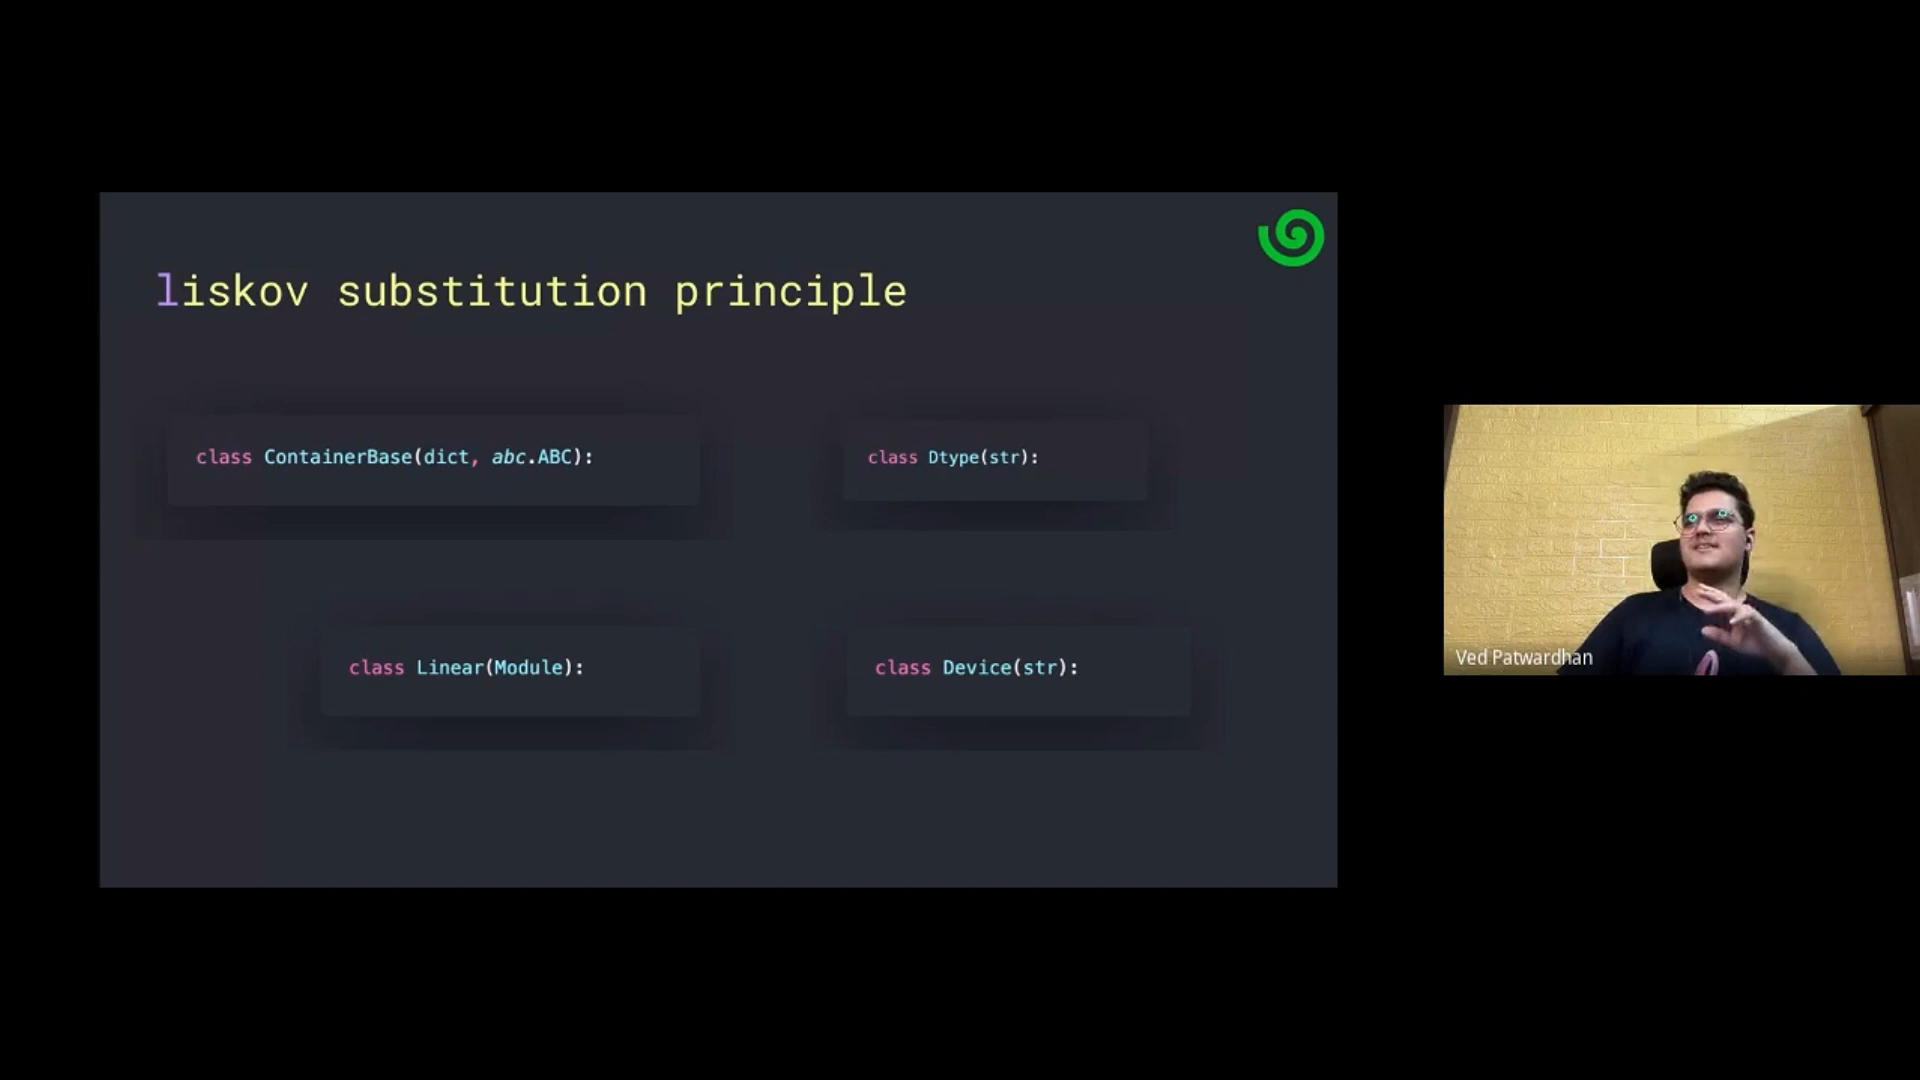 liskov substitution principle
class ContainerBase(dict, abc.ABC):
class Dtype(str):
class Linear(Module):
class Device(str):
Ved Patwardhan